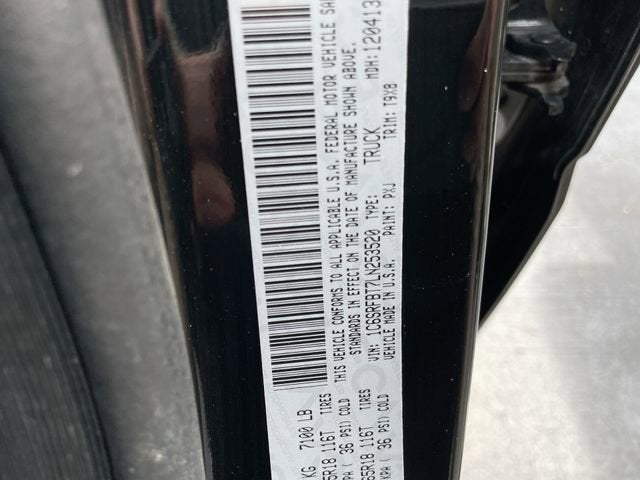 KG 7100 LB
5R18 116T TIRES
KPA ( 36 PSI) COLD
65R18 116T TIRES
KPA ( 36 PSI) COLD
THIS VEHICLE CONFORMS TO ALL APPLICABLE U.S.A. FEDERAL MOTOR VEHICLE SA
STANDARDS IN EFFECT ON THE DATE OF MANUFACTURE SHOWN ABOVE.
VIN: 1C6SRFBT7LN253520 TYPE: TRUCK MDH: 120413
VEHICLE MADE IN U.S.A. PAINT: PXJ TRIM: T9X8